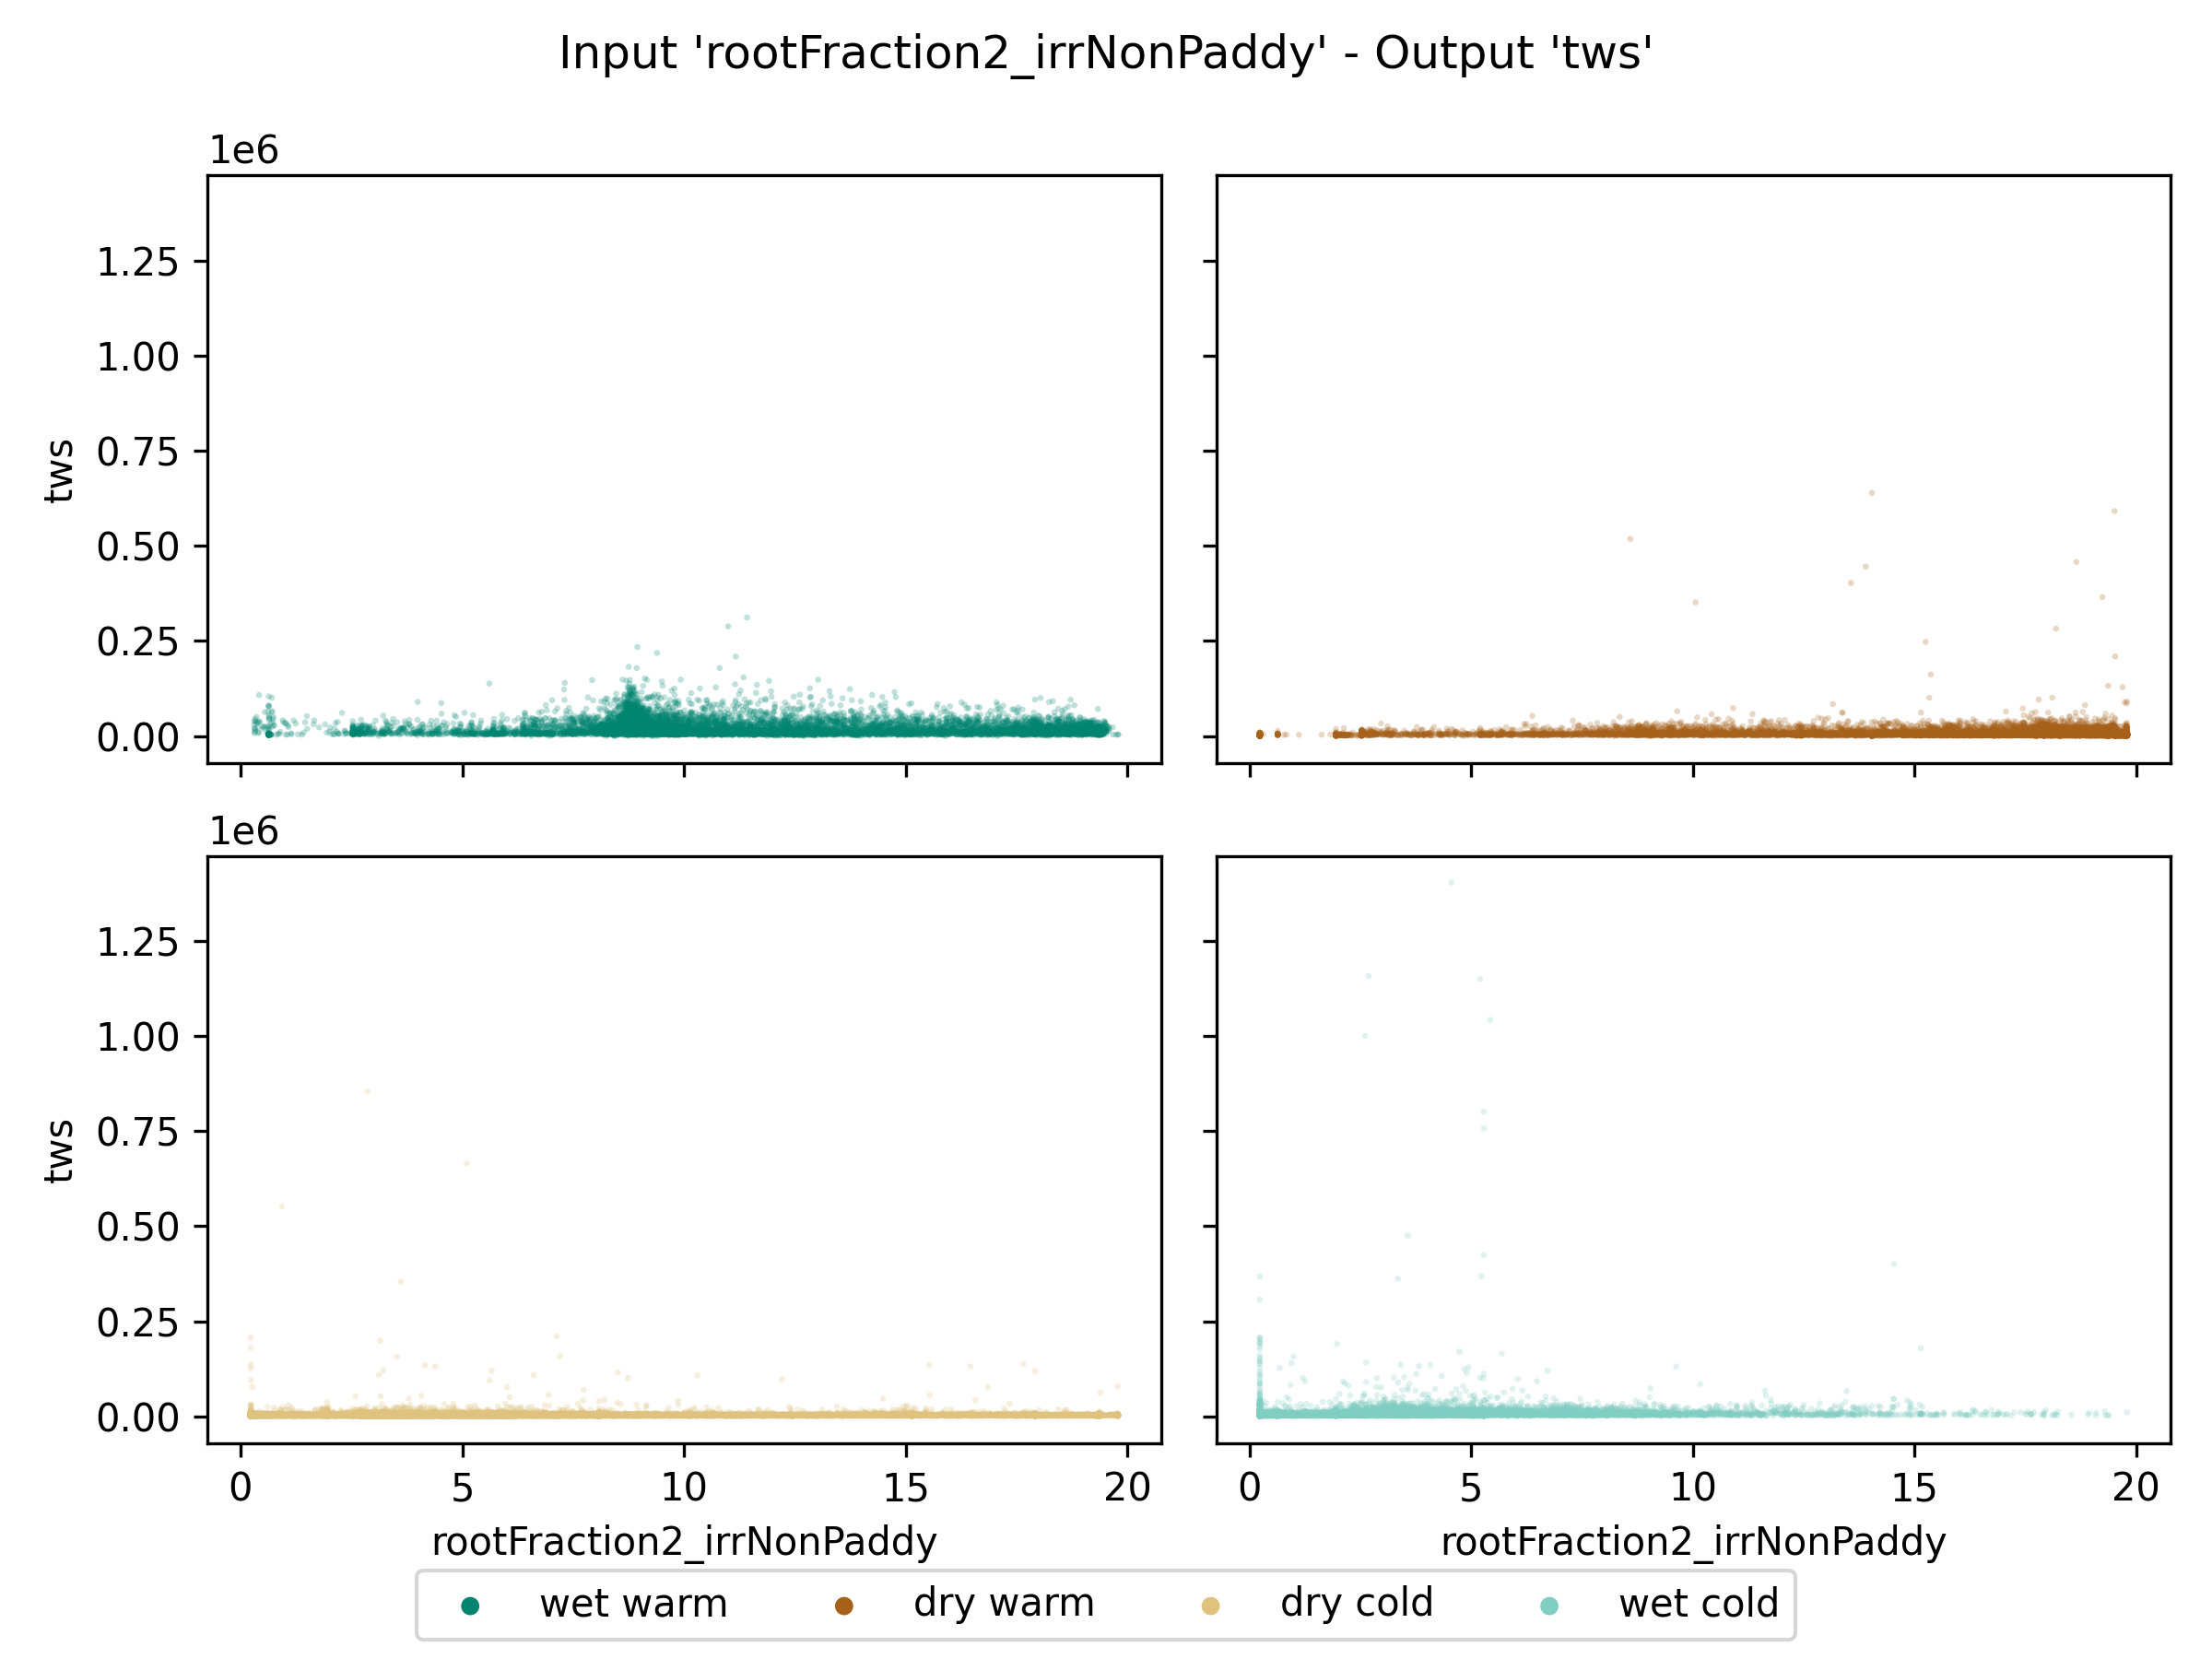 Input 'rootFraction2_irrNonPaddy' - Output 'tws'
1e6
1.25
1.00
0.75
0.50
0.25
0.00
tws
1e6
1.25
1.00
0.75
0.50
0.25
0.00
tws
0 5 10 15 20
0 5 10 15 20
rootFraction2_irrNonPaddy
rootFraction2_irrNonPaddy
wet warm dry warm dry cold wet cold